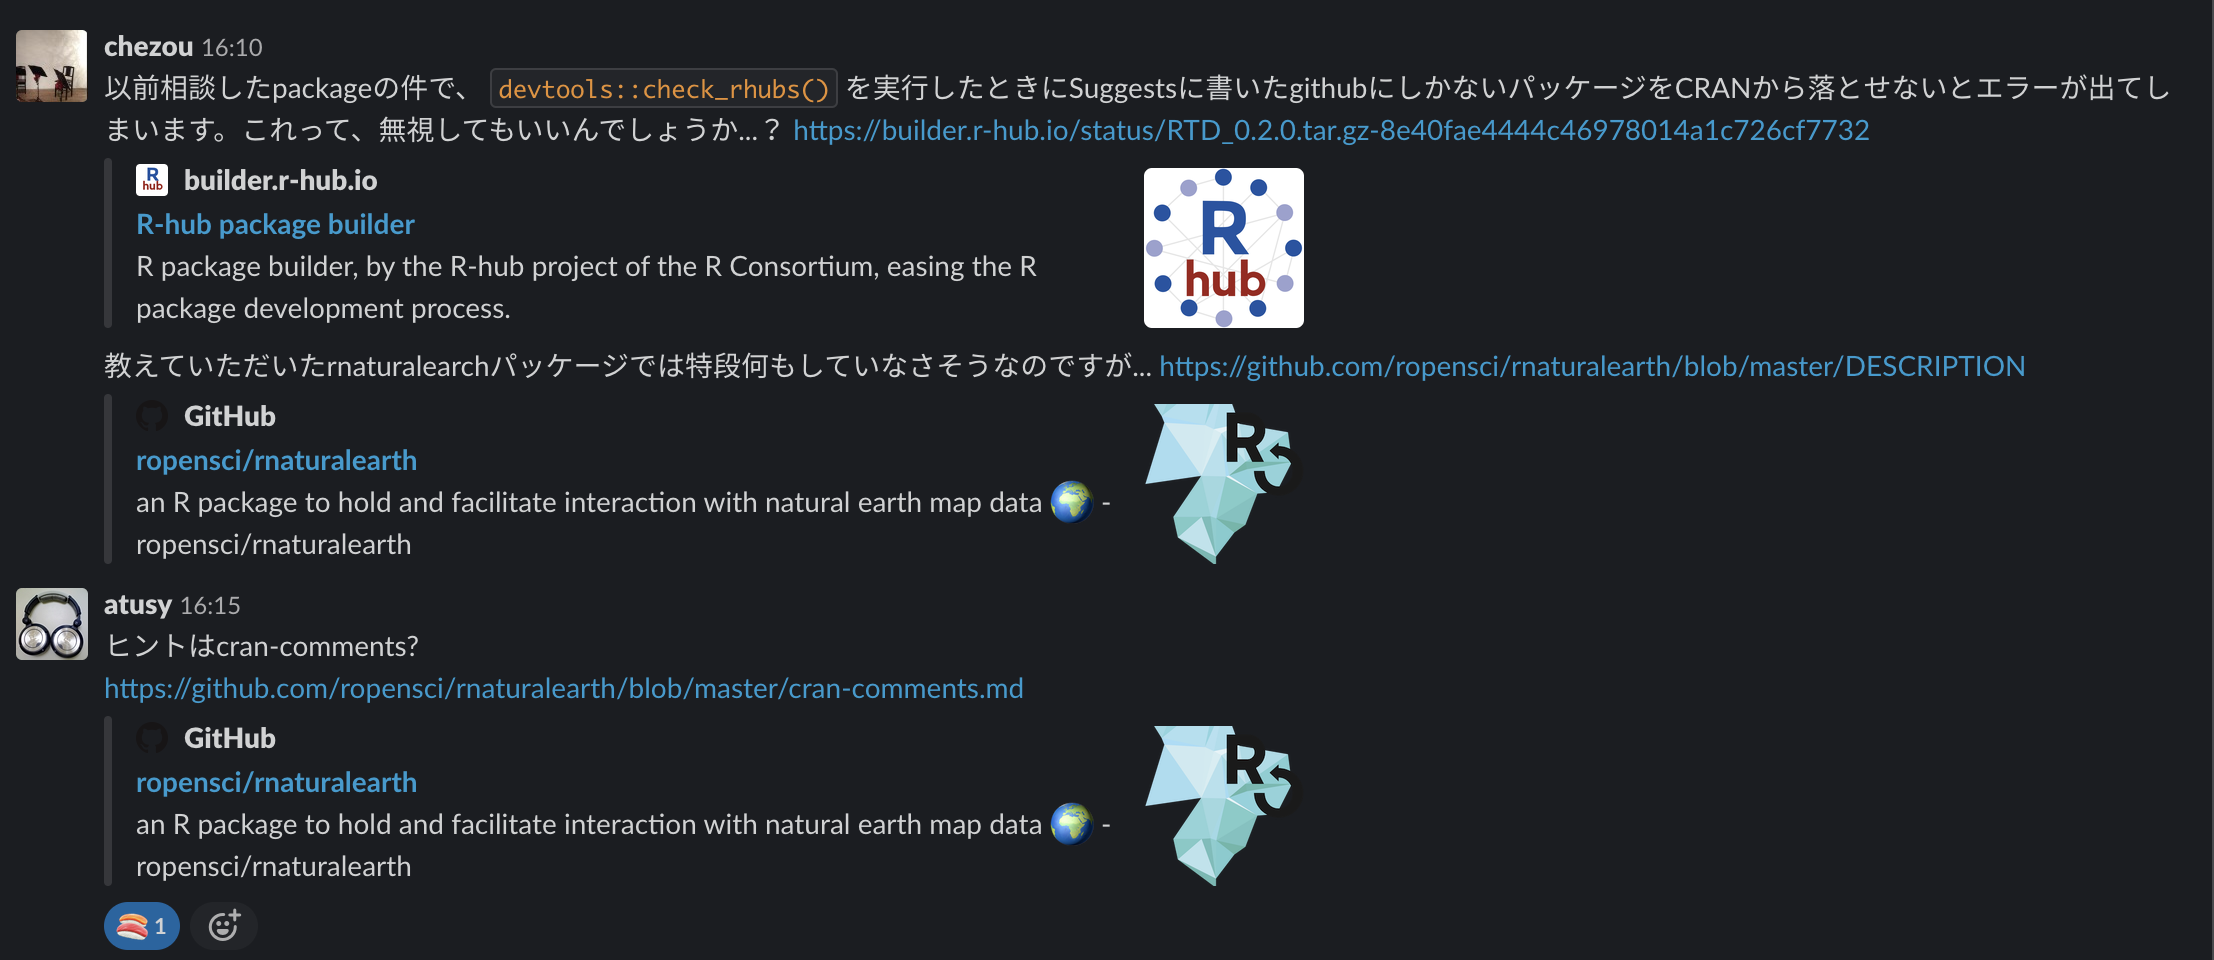 chezou 16:10
以前相談したpackageの件で、 devtools::check_rhubs() を実行したときにSuggestsに書いたgithubにしかないパッケージをCRANから落とせないとエラーが出てし
まいます。これって、無視してもいいんでしょうか...？ https://builder.r-hub.io/status/RTD_0.2.0.tar.gz-8e40fae4444c46978014a1c726cf7732
R hub builder.r-hub.io
R-hub package builder
R package builder, by the R-hub project of the R Consortium, easing the R
package development process.
R
hub
教えていただいたrnaturalearchパッケージでは特段何もしていなさそうなのですが... https://github.com/ropensci/rnaturalearth/blob/master/DESCRIPTION
GitHub
ropensci/rnaturalearth
an R package to hold and facilitate interaction with natural earth map data 🌍 -
ropensci/rnaturalearth
R
atusy 16:15
ヒントはcran-comments?
https://github.com/ropensci/rnaturalearth/blob/master/cran-comments.md
GitHub
ropensci/rnaturalearth
an R package to hold and facilitate interaction with natural earth map data 🌍 -
ropensci/rnaturalearth
R
🍣 1